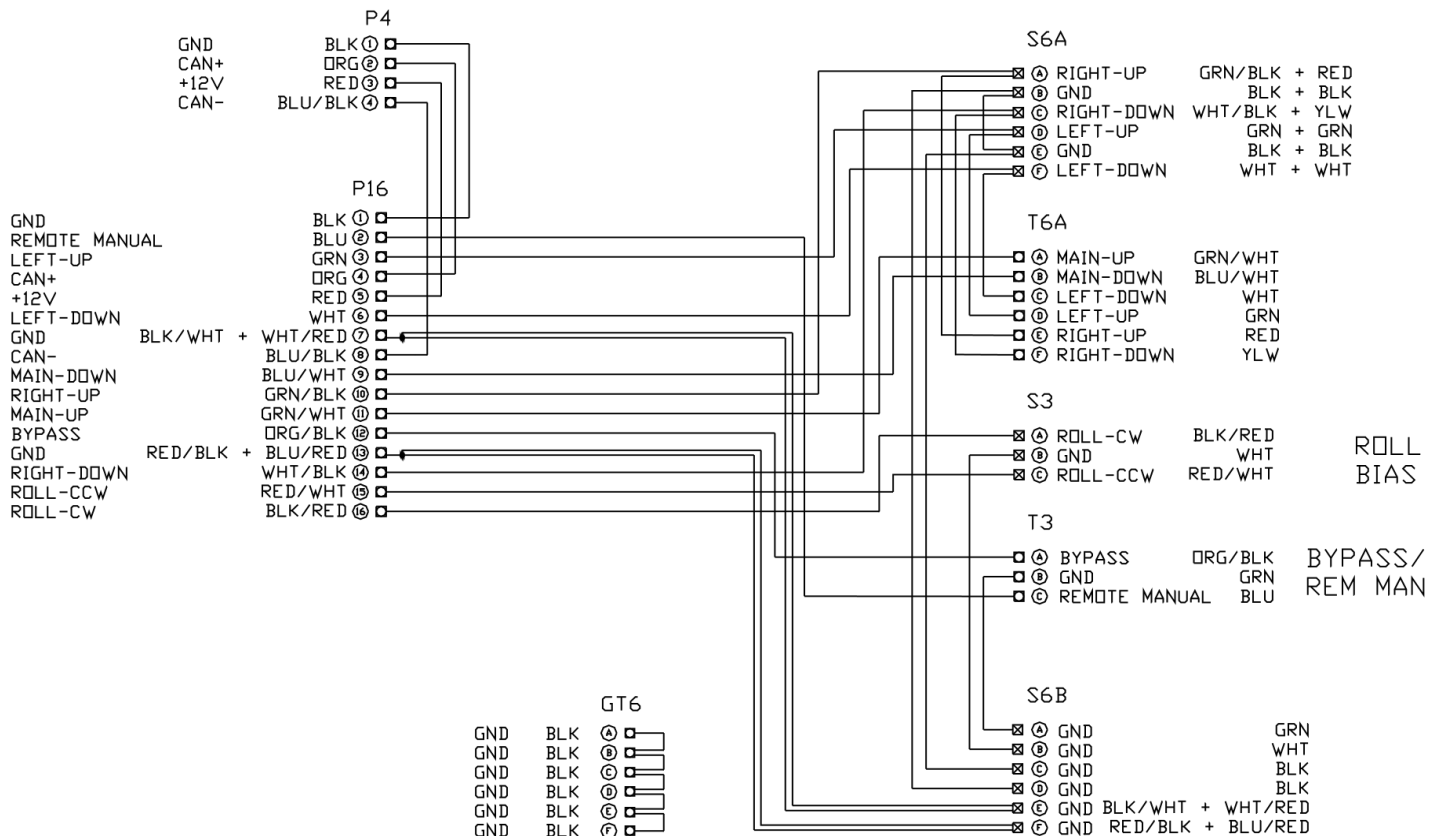 P4
GND BLK 1
CAN+ ORG 2
+12V RED 3
CAN- BLU/BLK 4
P16
GND BLK 1
REMOTE MANUAL BLU 2
LEFT-UP GRN 3
CAN+ ORG 4
+12V RED 5
LEFT-DOWN WHT 6
GND BLK/WHT + WHT/RED 7
CAN- BLU/BLK 8
MAIN-DOWN BLU/WHT 9
RIGHT-UP GRN/BLK 10
MAIN-UP GRN/WHT 11
BYPASS ORG/BLK 12
GND RED/BLK + BLU/RED 13
RIGHT-DOWN WHT/BLK 14
ROLL-CCW RED/WHT 15
ROLL-CW BLK/RED 16
GT6
GND BLK A
GND BLK B
GND BLK C
GND BLK D
GND BLK E
GND BLK F
S6A
A RIGHT-UP GRN/BLK + RED
B GND BLK + BLK
C RIGHT-DOWN WHT/BLK + YLW
D LEFT-UP GRN + GRN
E GND BLK + BLK
F LEFT-DOWN WHT + WHT
T6A
A MAIN-UP GRN/WHT
B MAIN-DOWN BLU/WHT
C LEFT-DOWN WHT
D LEFT-UP GRN
E RIGHT-UP RED
F RIGHT-DOWN YLW
S3
A ROLL-CW BLK/RED
B GND WHT
C ROLL-CCW RED/WHT
ROLL
BIAS
T3
A BYPASS ORG/BLK
B GND GRN
C REMOTE MANUAL BLU
BYPASS/
REM MAN
S6B
A GND GRN
B GND WHT
C GND BLK
D GND BLK
E GND BLK/WHT + WHT/RED
F GND RED/BLK + BLU/RED